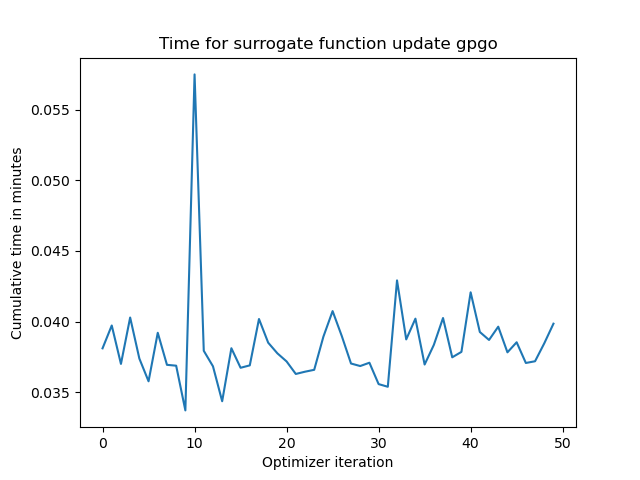 Time for surrogate function update gpgo
Cumulative time in minutes
0.055
0.050
0.045
0.040
0.035
0 10 20 30 40 50
Optimizer iteration